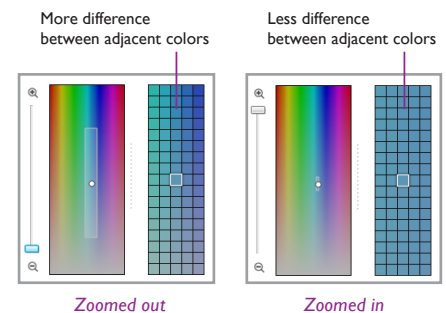 More difference
between adjacent colors
Less difference
between adjacent colors
Zoomed out
Zoomed in